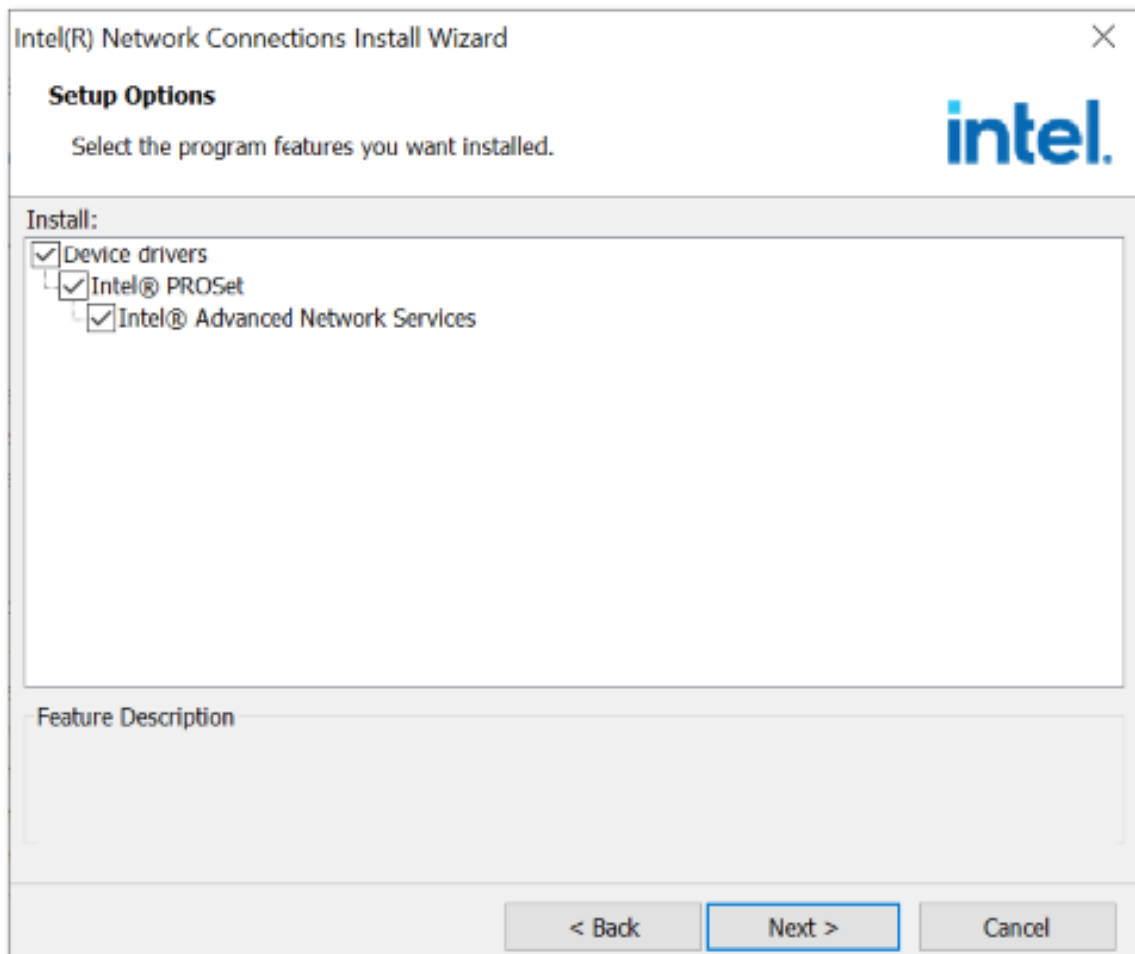 Intel(R) Network Connections Install Wizard
Setup Options
Select the program features you want installed.
intel.
Install:
Device drivers
Intel® PROSet
Intel® Advanced Network Services
Feature Description
< Back
Next >
Cancel